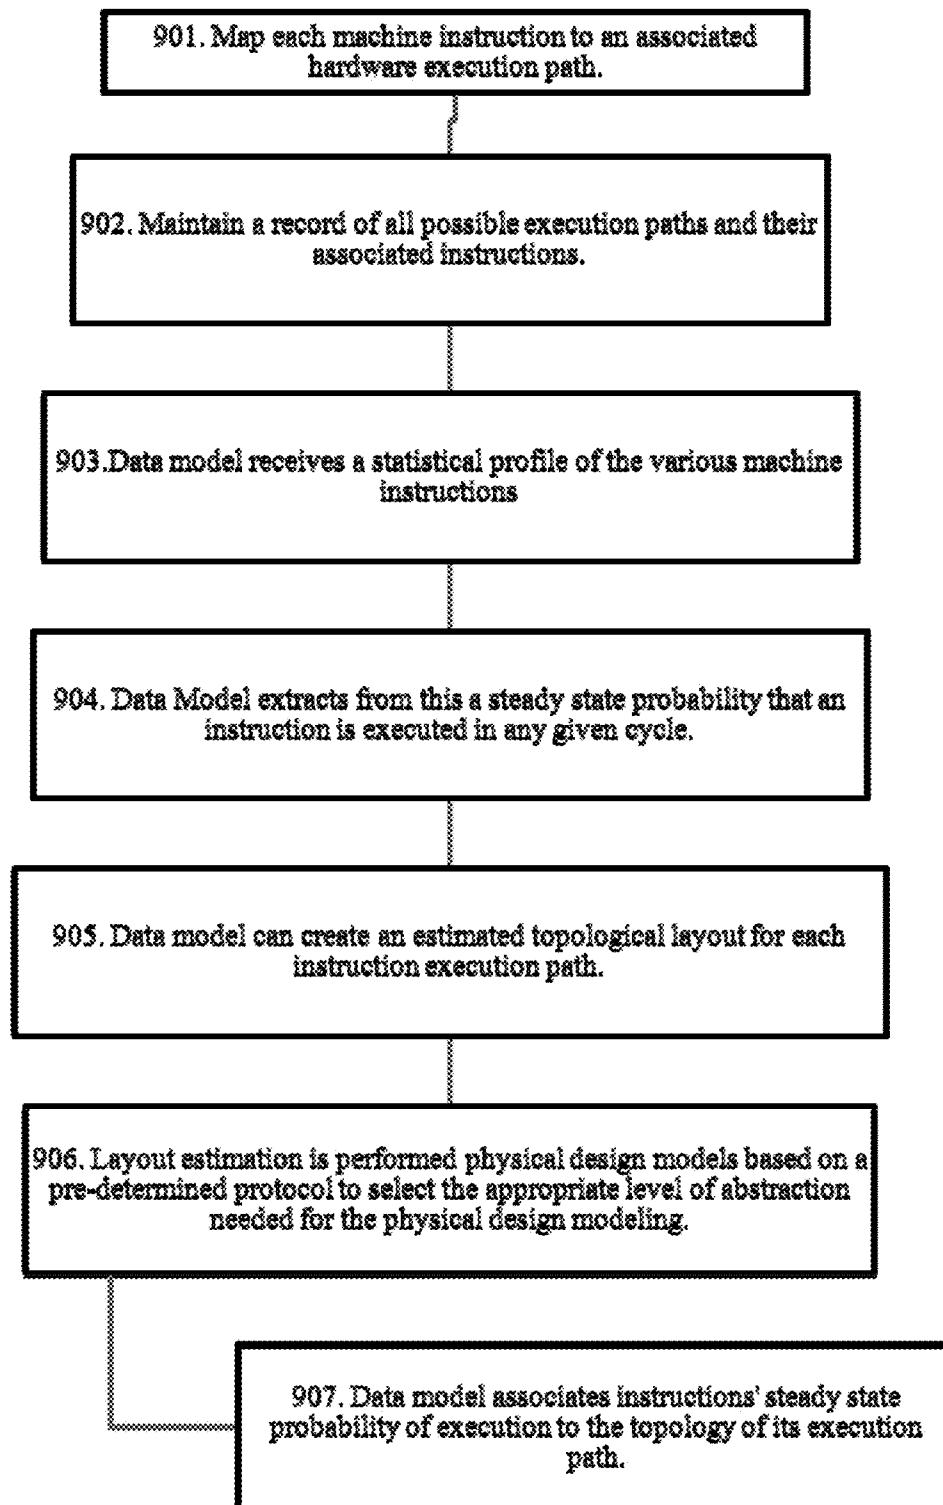 901. Map each machine instruction to an associated
hardware execution path.
902. Maintain a record of all possible execution paths and their
associated instructions.
903.Data model receives a statistical profile of the various machine
instructions
904. Data Model extracts from this a steady state probability that an
instruction is executed in any given cycle.
905. Data model can create an estimated topological layout for each
instruction execution path.
906. Layout estimation is performed physical design models based on a
pre-determined protocol to select the appropriate level of abstraction
needed for the physical design modeling.
907. Data model associates instructions' steady state
probability of execution to the topology of its execution
path.